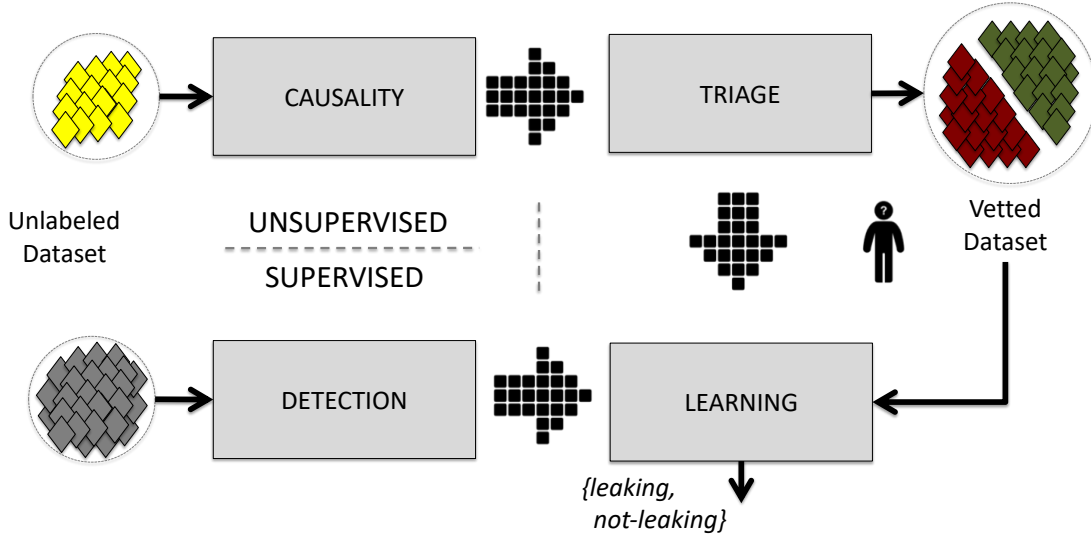 CAUSALITY
TRIAGE
Unlabeled
Dataset
UNSUPERVISED
SUPERVISED
?
Vetted
Dataset
DETECTION
LEARNING
{leaking,
not-leaking}